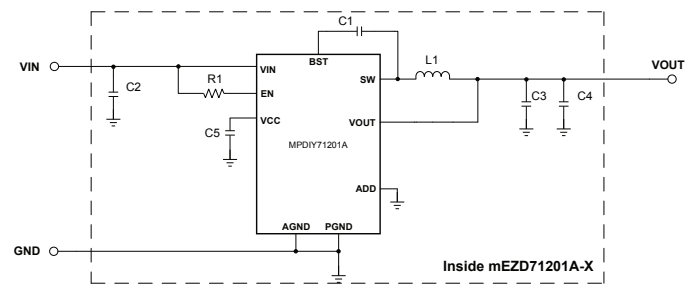 C1
L1
VOUT
VIN
C2
R1
VIN
BST
SW
EN
C3
C4
VCC
C5
VOUT
MPDIY71201A
ADD
AGND
PGND
GND
Inside mEZD71201A-X